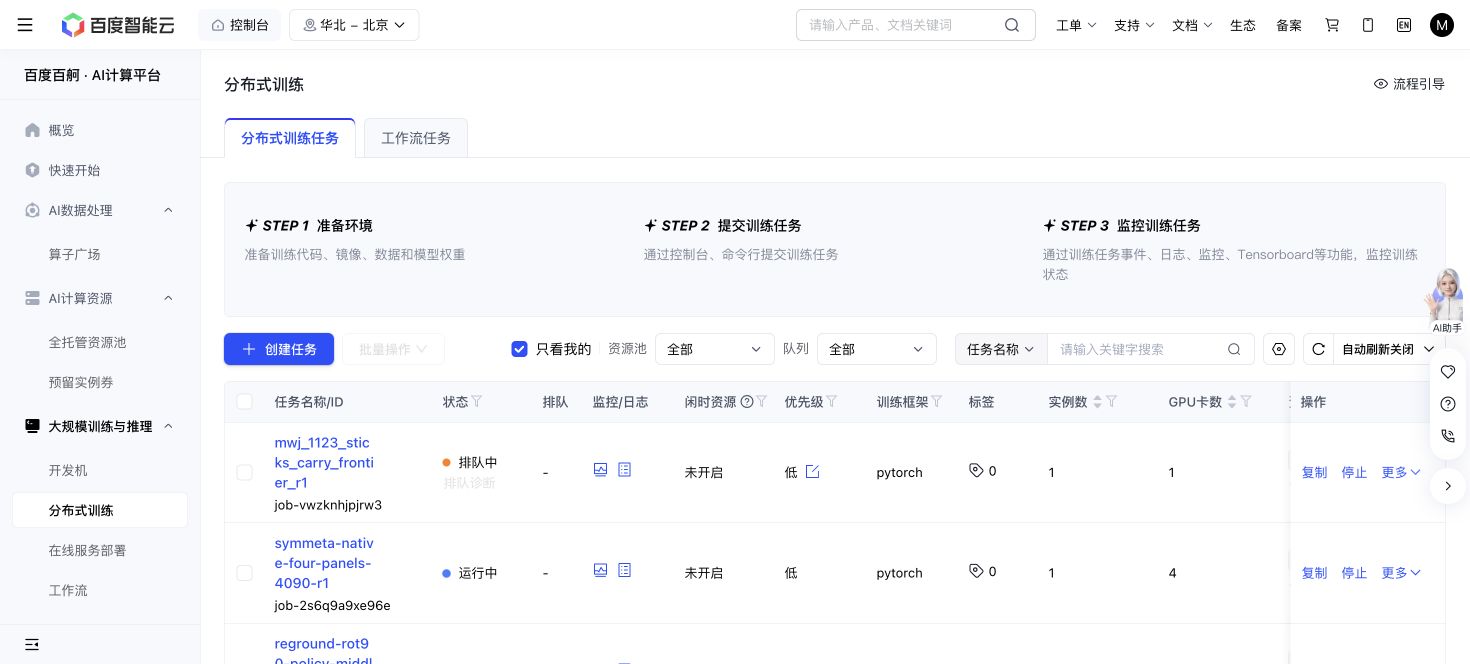 百度智能云
控制台
华北 - 北京
请输入产品、文档关键词
工单
支持
文档
生态
备案
EN
M
百度百舸 · AI计算平台
概览
快速开始
AI数据处理
算子广场
AI计算资源
全托管资源池
预留实例券
大规模训练与推理
开发机
分布式训练
在线服务部署
工作流
分布式训练
流程引导
分布式训练任务
工作流任务
STEP 1 准备环境
准备训练代码、镜像、数据和模型权重
STEP 2 提交训练任务
通过控制台、命令行提交训练任务
STEP 3 监控训练任务
通过训练任务事件、日志、监控、Tensorboard等功能，监控训练
状态
AI助手
创建任务
批量操作
只看我的
资源池
全部
队列
全部
任务名称
请输入关键字搜索
自动刷新关闭
任务名称/ID 状态 排队 监控/日志 闲时资源 优先级 训练框架 标签 实例数 GPU卡数 操作
mwj_1123_stic
ks_carry_fronti
er_r1
job-vwzknhjpjrw3
排队中
排队诊断
- 未开启 低 pytorch 0 1 1 复制 停止 更多
symmeta-nativ
e-four-panels-
4090-r1
job-2s6q9a9xe96e
运行中 - 未开启 低 pytorch 0 1 4 复制 停止 更多
reground-rot9
0-policy-middl